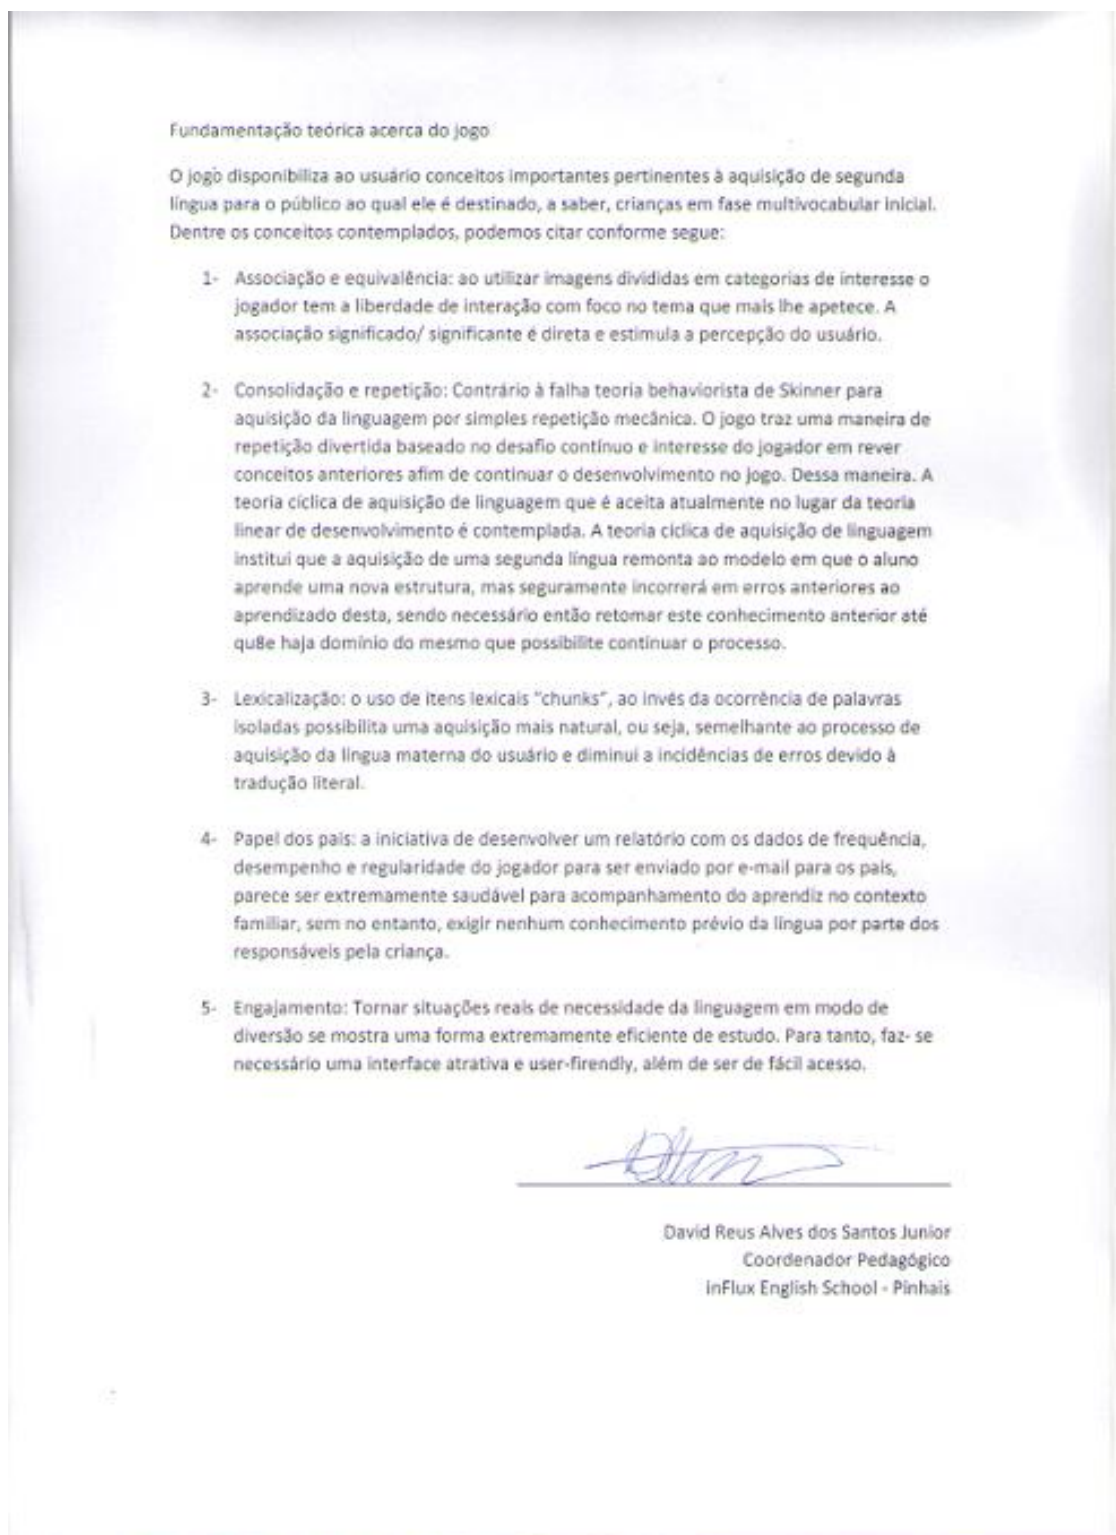 Fundamentação teórica acerca do jogo
O jogo disponibiliza ao usuário conceitos importantes pertinentes à aquisição de segunda
língua para o público ao qual ele é destinado, a saber, crianças em fase multivocabular inicial.
Dentre os conceitos contemplados, podemos citar conforme segue:
1- Associação e equivalência: ao utilizar imagens divididas em categorias de interesse o
jogador tem a liberdade de interação com foco no tema que mais lhe apetece. A
associação significado/ significante é direta e estimula a percepção do usuário.
2- Consolidação e repetição: Contrário à falha teoria behaviorista de Skinner para
aquisição da linguagem por simples repetição mecânica. O jogo traz uma maneira de
repetição divertida baseado no desafio contínuo e interesse do jogador em rever
conceitos anteriores afim de continuar o desenvolvimento no jogo. Dessa maneira. A
teoria cíclica de aquisição de linguagem que é aceita atualmente no lugar da teoria
linear de desenvolvimento é contemplada. A teoria cíclica de aquisição de linguagem
institui que a aquisição de uma segunda língua remonta ao modelo em que o aluno
aprende uma nova estrutura, mas seguramente incorrerá em erros anteriores ao
aprendizado desta, sendo necessário então retomar este conhecimento anterior até
qu8e haja domínio do mesmo que possibilite continuar o processo.
3- Lexicalização: o uso de itens lexicais "chunks", ao invés da ocorrência de palavras
isoladas possibilita uma aquisição mais natural, ou seja, semelhante ao processo de
aquisição da língua materna do usuário e diminui a incidências de erros devido à
tradução literal.
4- Papel dos pais: a iniciativa de desenvolver um relatório com os dados de frequência,
desempenho e regularidade do jogador para ser enviado por e-mail para os pais,
parece ser extremamente saudável para acompanhamento do aprendiz no contexto
familiar, sem no entanto, exigir nenhum conhecimento prévio da língua por parte dos
responsáveis pela criança.
5- Engajamento: Tornar situações reais de necessidade da linguagem em modo de
diversão se mostra uma forma extremamente eficiente de estudo. Para tanto, faz- se
necessário uma interface atrativa e user-firendly, além de ser de fácil acesso.
David Reus Alves dos Santos Junior
Coordenador Pedagógico
inFlux English School - Pinhais